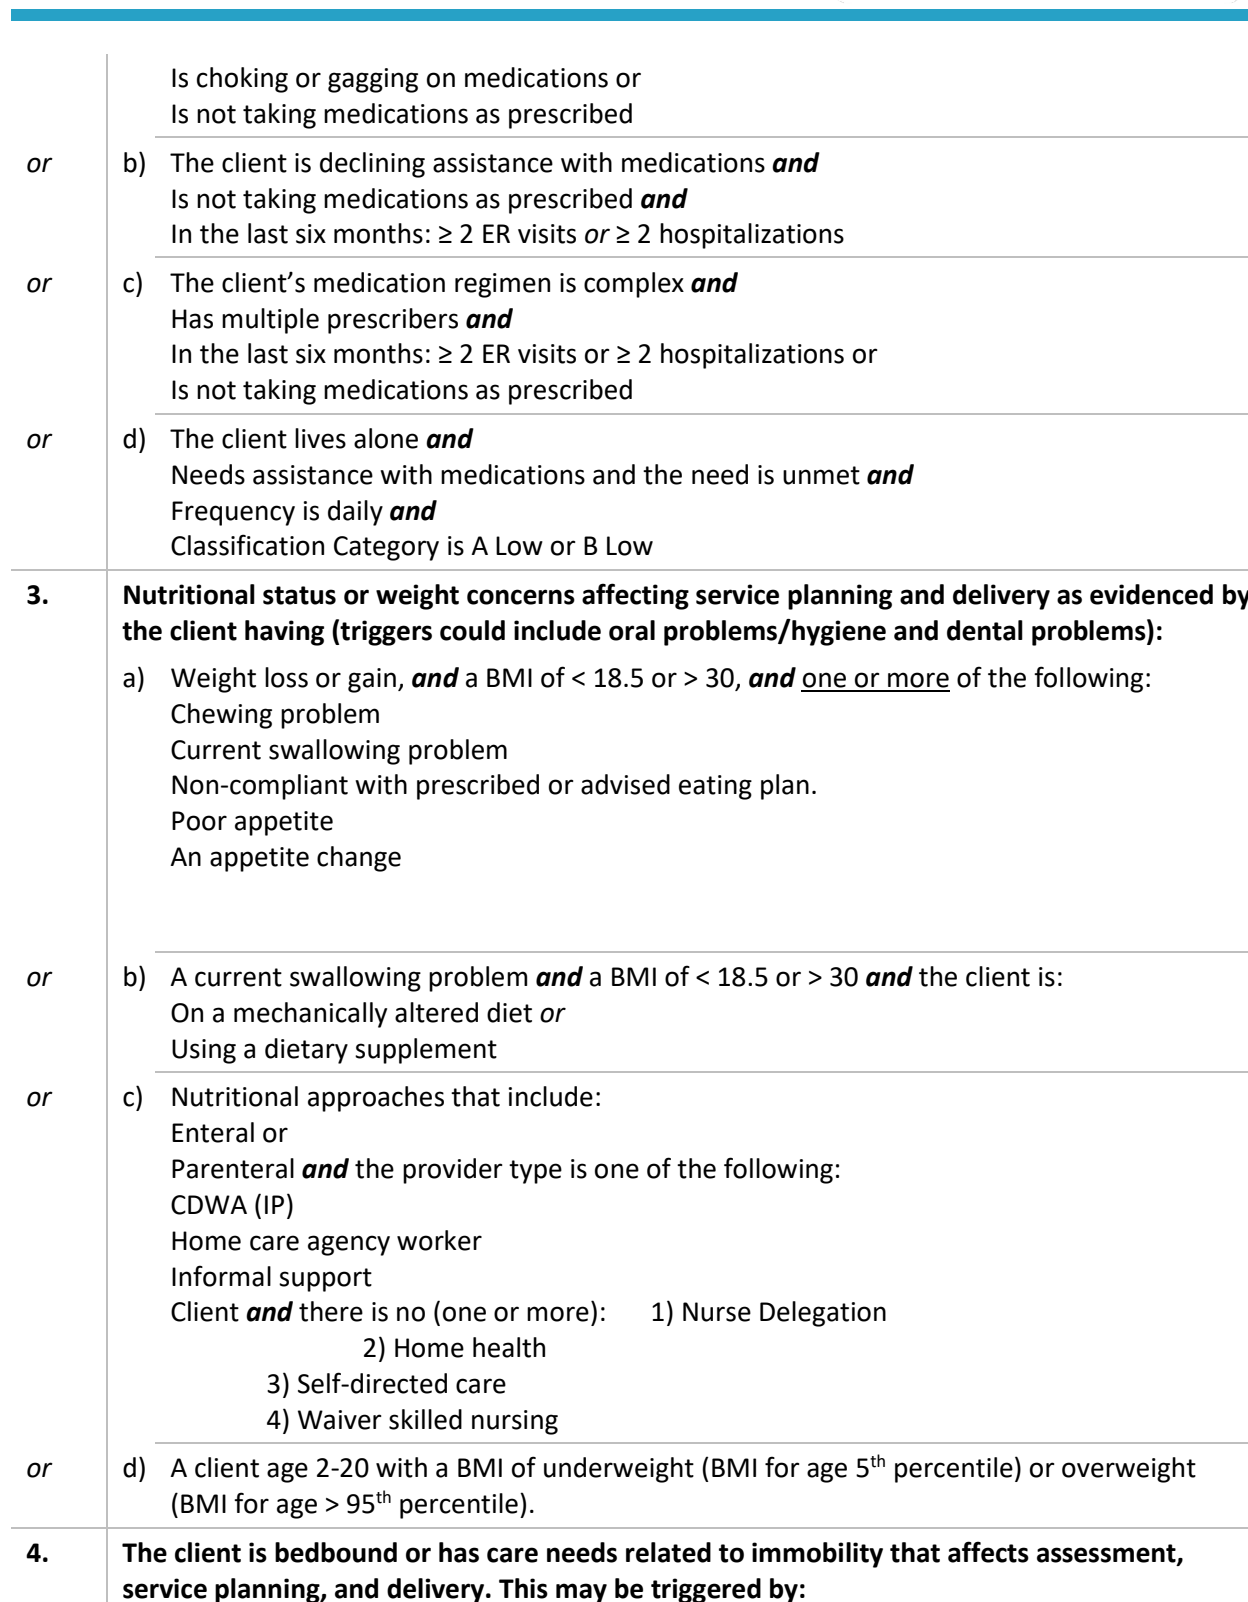 Is choking or gagging on medications or
Is not taking medications as prescribed
or b) The client is declining assistance with medications and
Is not taking medications as prescribed and
In the last six months: ≥ 2 ER visits or ≥ 2 hospitalizations
or c) The client’s medication regimen is complex and
Has multiple prescribers and
In the last six months: ≥ 2 ER visits or ≥ 2 hospitalizations or
Is not taking medications as prescribed
or d) The client lives alone and
Needs assistance with medications and the need is unmet and
Frequency is daily and
Classification Category is A Low or B Low
3. Nutritional status or weight concerns affecting service planning and delivery as evidenced by
the client having (triggers could include oral problems/hygiene and dental problems):
a) Weight loss or gain, and a BMI of < 18.5 or > 30, and one or more of the following:
Chewing problem
Current swallowing problem
Non-compliant with prescribed or advised eating plan.
Poor appetite
An appetite change
or b) A current swallowing problem and a BMI of < 18.5 or > 30 and the client is:
On a mechanically altered diet or
Using a dietary supplement
or c) Nutritional approaches that include:
Enteral or
Parenteral and the provider type is one of the following:
CDWA (IP)
Home care agency worker
Informal support
Client and there is no (one or more): 1) Nurse Delegation
2) Home health
3) Self-directed care
4) Waiver skilled nursing
or d) A client age 2-20 with a BMI of underweight (BMI for age 5th percentile) or overweight
(BMI for age > 95th percentile).
4. The client is bedbound or has care needs related to immobility that affects assessment,
service planning, and delivery. This may be triggered by: